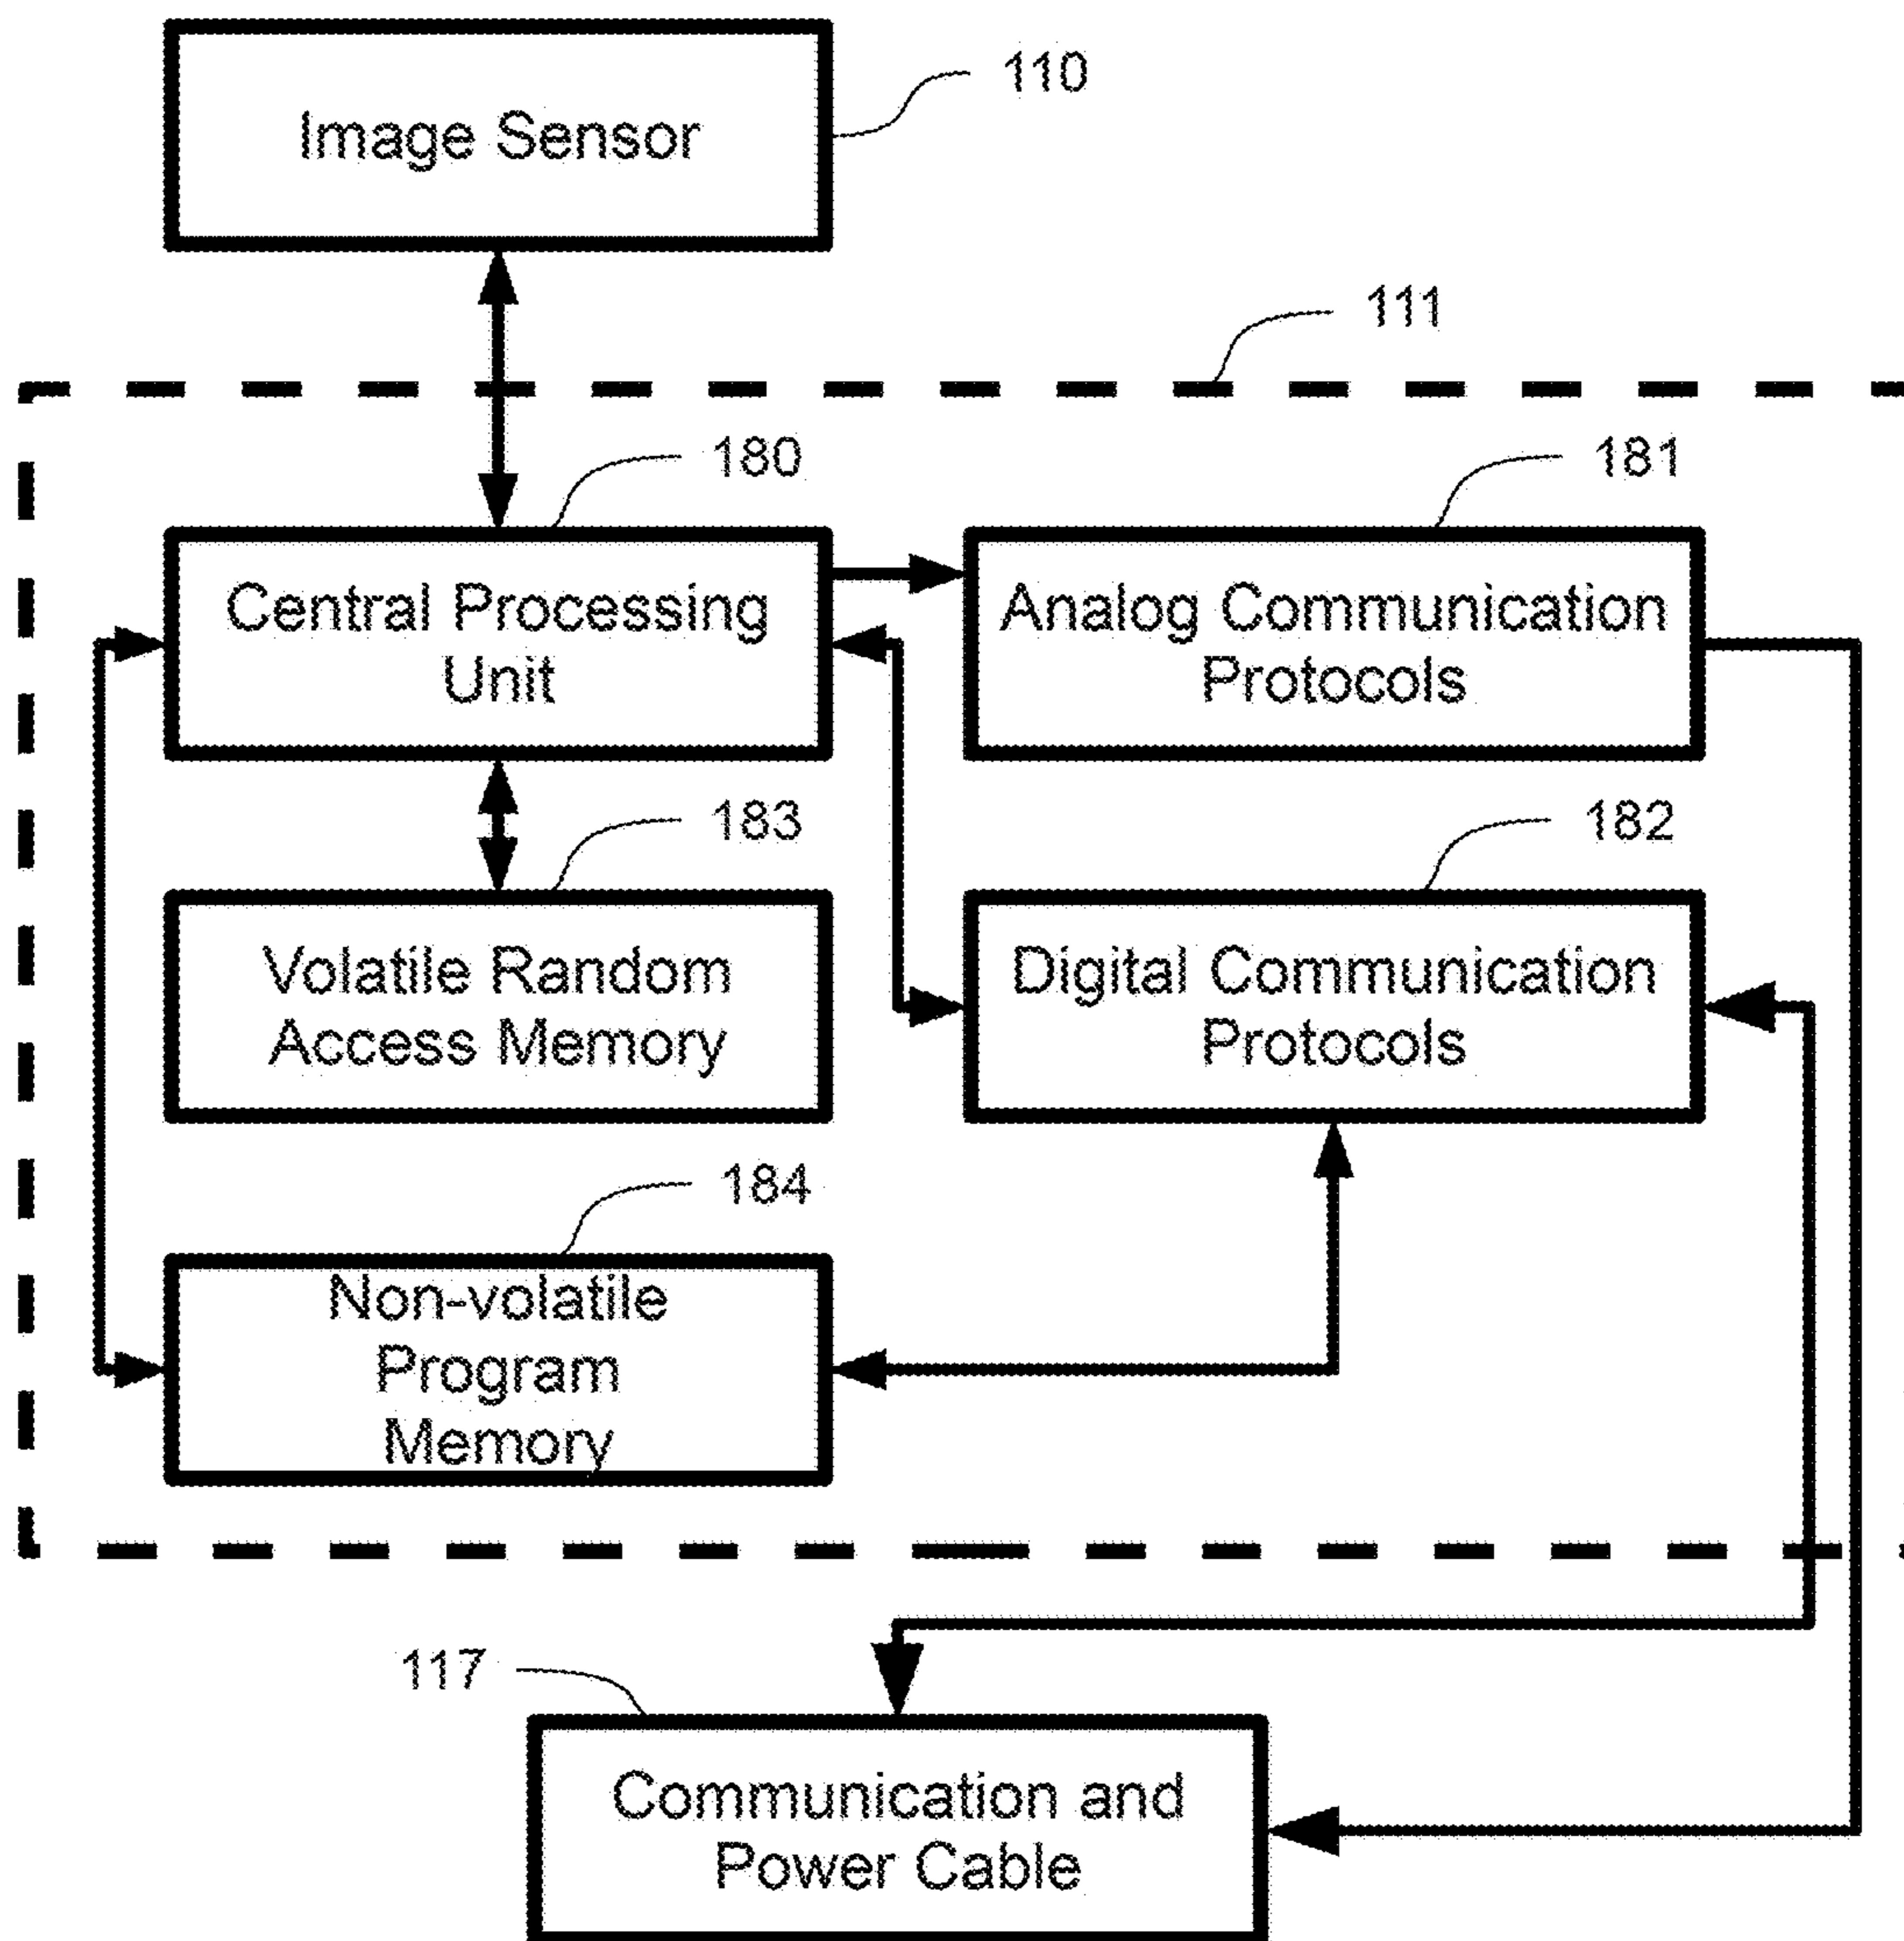 Image Sensor
110
111
180
181
Central Processing
Unit
Analog Communication
Protocols
183
182
Volatile Random
Access Memory
Digital Communication
Protocols
184
Non-volatile
Program
Memory
117
Communication and
Power Cable